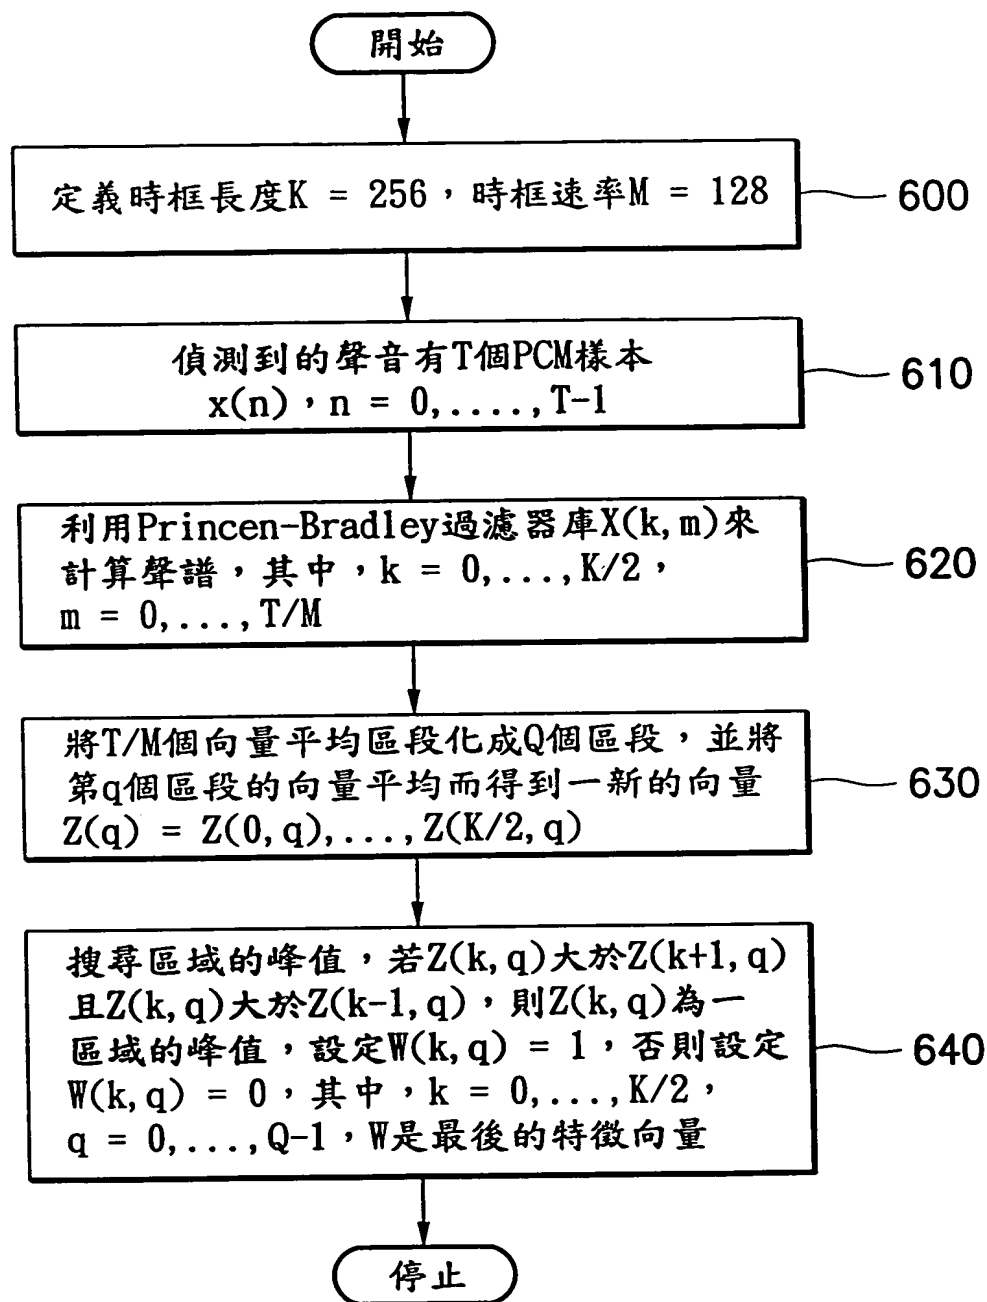 開始
定義時框長度K = 256，時框速率M = 128
600
偵測到的聲音有T個PCM樣本
x(n)，n = 0,....,T-1
610
利用Princen-Bradley過濾器庫X(k,m)來
計算聲譜，其中，k = 0,...,K/2，
m = 0,...,T/M
620
將T/M個向量平均區段化成Q個區段，並將
第q個區段的向量平均而得到一新的向量
Z(q) = Z(0,q),...,Z(K/2,q)
630
搜尋區域的峰值，若Z(k,q)大於Z(k+1,q)
且Z(k,q)大於Z(k-1,q)，則Z(k,q)為一
區域的峰值，設定W(k,q) = 1，否則設定
W(k,q) = 0，其中，k = 0,...,K/2，
q = 0,...,Q-1，W是最後的特徵向量
640
停止